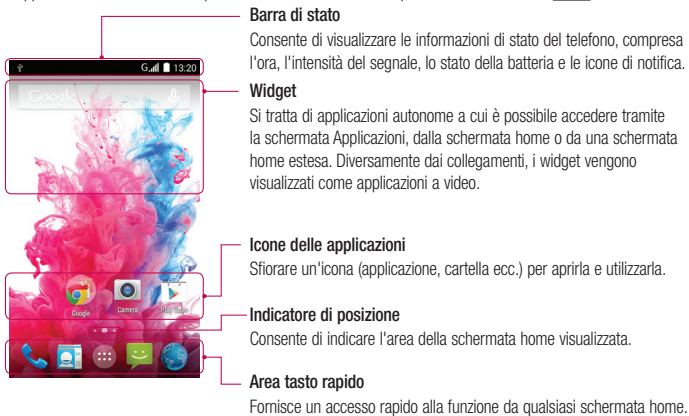 Barra di stato
Consente di visualizzare le informazioni di stato del telefono, compresa
l'ora, l'intensità del segnale, lo stato della batteria e le icone di notifica.
G 13:20
Google
Widget
Si tratta di applicazioni autonome a cui è possibile accedere tramite
la schermata Applicazioni, dalla schermata home o da una schermata
home estesa. Diversamente dai collegamenti, i widget vengono
visualizzati come applicazioni a video.
Icone delle applicazioni
Sfiorare un'icona (applicazione, cartella ecc.) per aprirla e utilizzarla.
Google Camera Play Store
Indicatore di posizione
Consente di indicare l'area della schermata home visualizzata.
Area tasto rapido
Fornisce un accesso rapido alla funzione da qualsiasi schermata home.